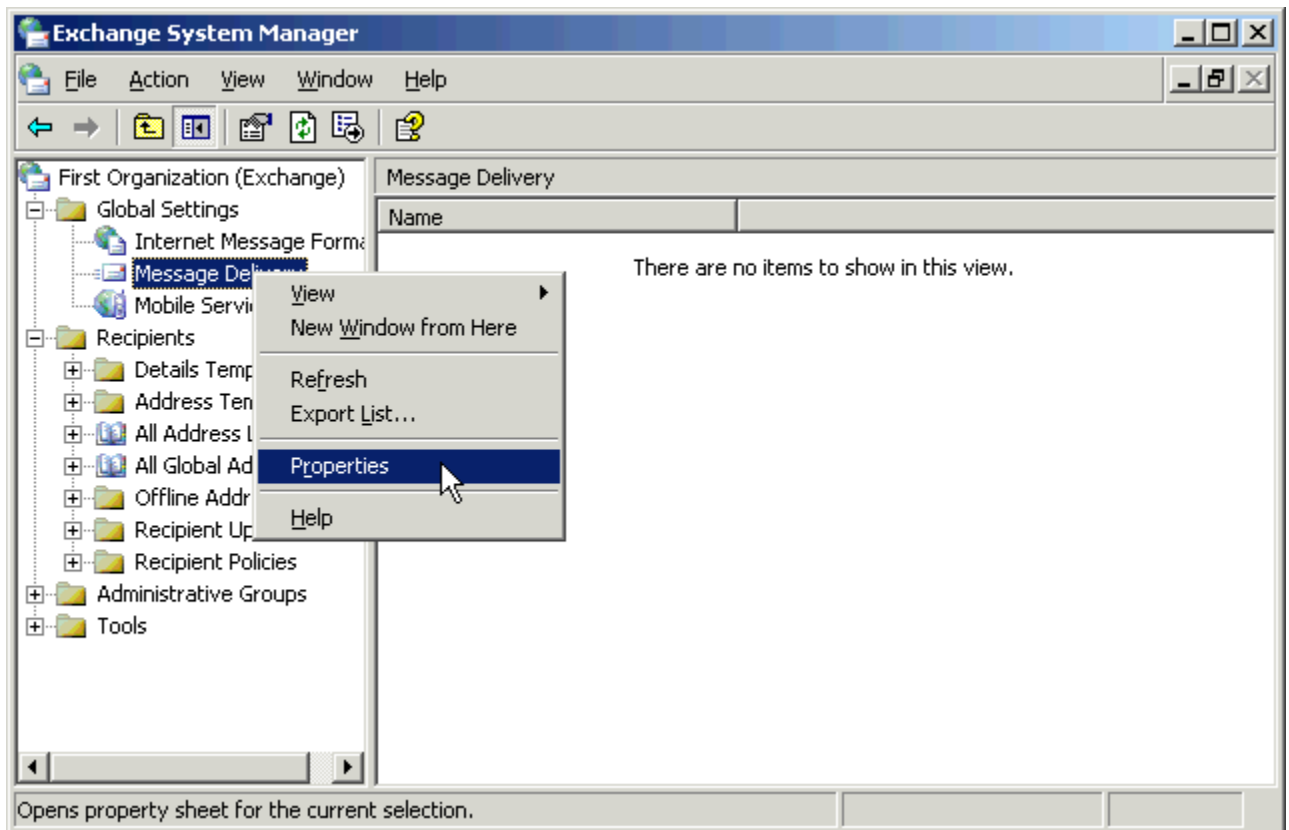 Exchange System Manager
File Action View Window Help
First Organization (Exchange)
Global Settings
Internet Message Forma
Message Delivery
Mobile Servi
Recipients
Details Temp
Address Tem
All Address L
All Global Ad
Offline Addr
Recipient Up
Recipient Policies
Administrative Groups
Tools
Message Delivery
Name
There are no items to show in this view.
View
New Window from Here
Refresh
Export List...
Properties
Help
Opens property sheet for the current selection.